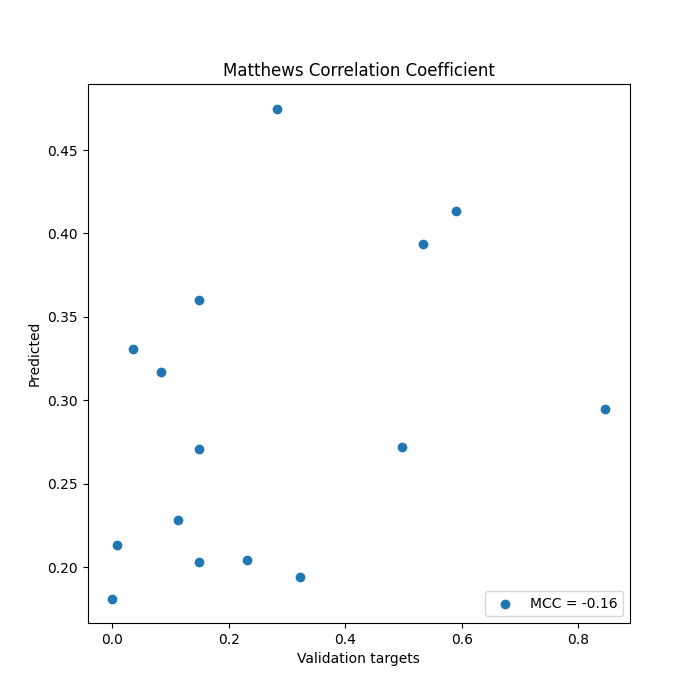 Matthews Correlation Coefficient
0.45
0.40
0.35
0.30
0.25
0.20
Predicted
MCC = -0.16
0.0 0.2 0.4 0.6 0.8
Validation targets